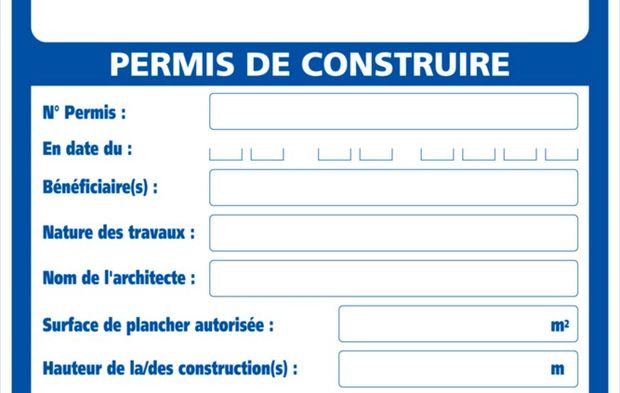 PERMIS DE CONSTRUIRE
N° Permis :
En date du :
Bénéficiaire(s) :
Nature des travaux :
Nom de l'architecte :
Surface de plancher autorisée : m²
Hauteur de la/des construction(s) : m